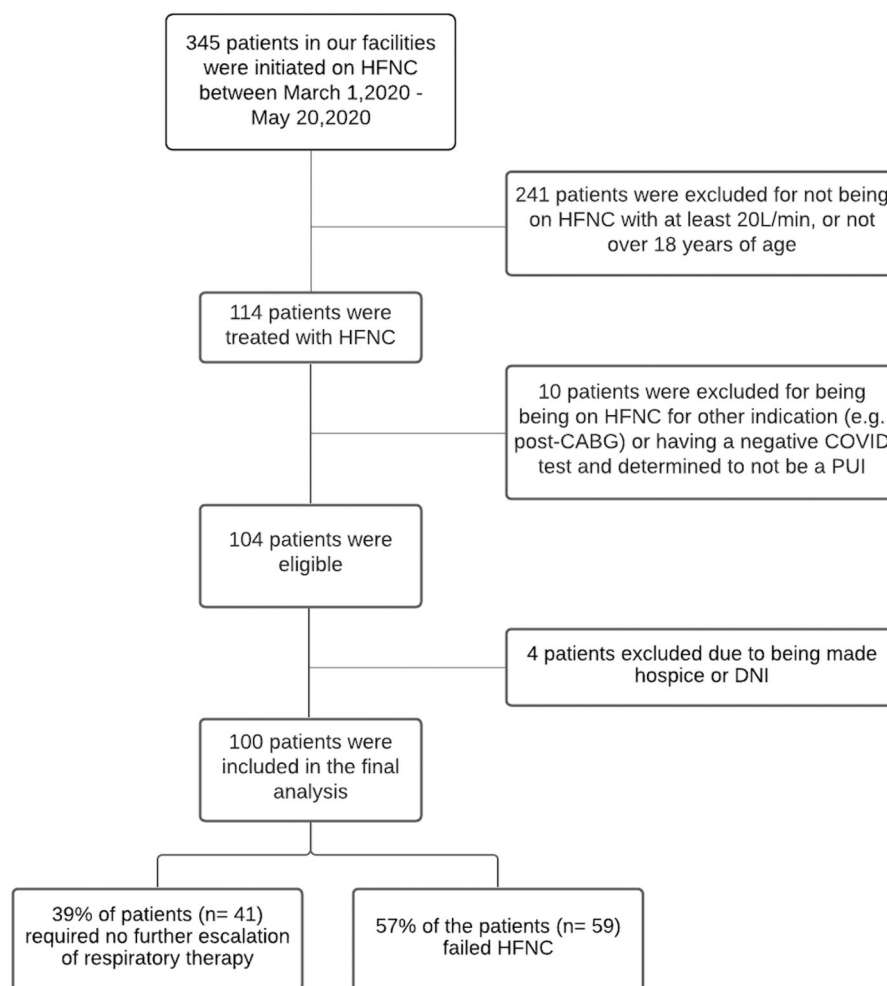 345 patients in our facilities
were initiated on HFNC
between March 1,2020 -
May 20,2020
241 patients were excluded for not being
on HFNC with at least 20L/min, or not
over 18 years of age
114 patients were
treated with HFNC
10 patients were excluded for being
being on HFNC for other indication (e.g.
post-CABG) or having a negative COVID
test and determined to not be a PUI
104 patients were
eligible
4 patients excluded due to being made
hospice or DNI
100 patients were
included in the final
analysis
39% of patients (n= 41)
required no further escalation
of respiratory therapy
57% of the patients (n= 59)
failed HFNC